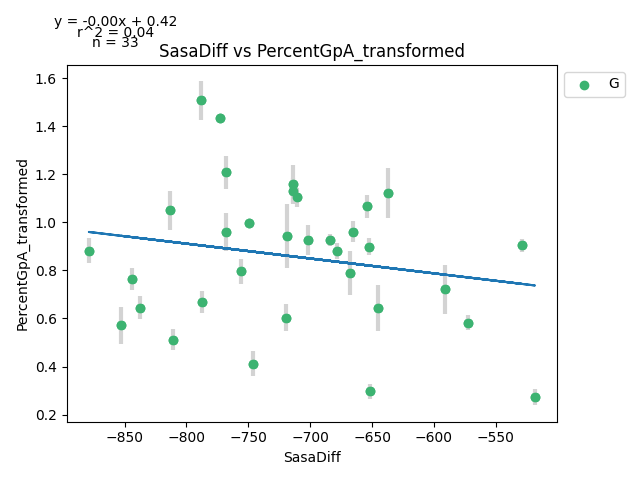 y = -0.00x + 0.42
r^2 = 0.04
n = 33
SasaDiff vs PercentGpA_transformed
G
PercentGpA_transformed
1.6
1.4
1.2
1.0
0.8
0.6
0.4
0.2
−850
−800
−750
−700
−650
−600
−550
SasaDiff